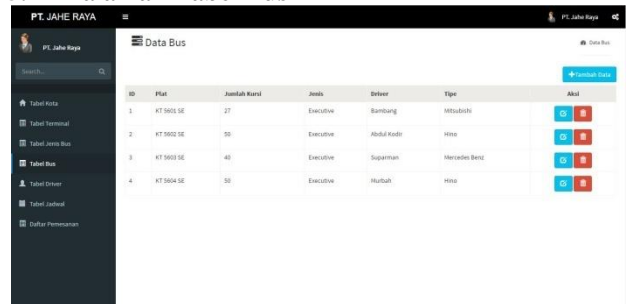 PT. JAHE RAYA
PT. Jahe Raya
PT. Jahe Raya
Data Bus
Data Bus
Search...
Tambah Data
ID Plat Jumlah Kursi Jenis Driver Tipe Aksi
1 KT 5601 SE 27 Executive Bambang Mitsubishi
2 KT 5602 SE 50 Executive Abdul Kodir Hino
3 KT 5603 SE 40 Executive Suparman Mercedes Benz
4 KT 5604 SE 50 Executive Murbah Hino
Tabel Kota
Tabel Terminal
Tabel Jenis Bus
Tabel Bus
Tabel Driver
Tabel Jadwal
Daftar Pemesanan